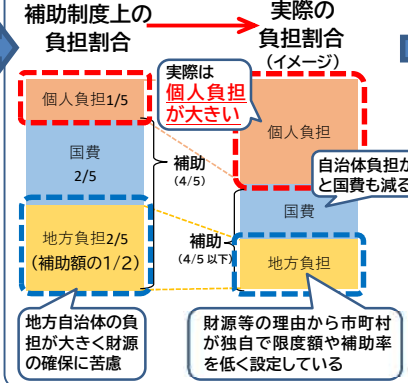 補助制度上の
負担割合
実際の
負担割合
(イメージ)
実際は
個人負担
が大きい
個人負担1/5
国費
2/5
地方負担2/5
(補助額の1/2)
補助
(4/5)
個人負担
自治体負担が
と国費も減る
国費
補助
(4/5以下)
地方負担
地方自治体の負
担が大きく財源
の確保に苦慮
財源等の理由から市町村
が独自で限度額や補助率
を低く設定している